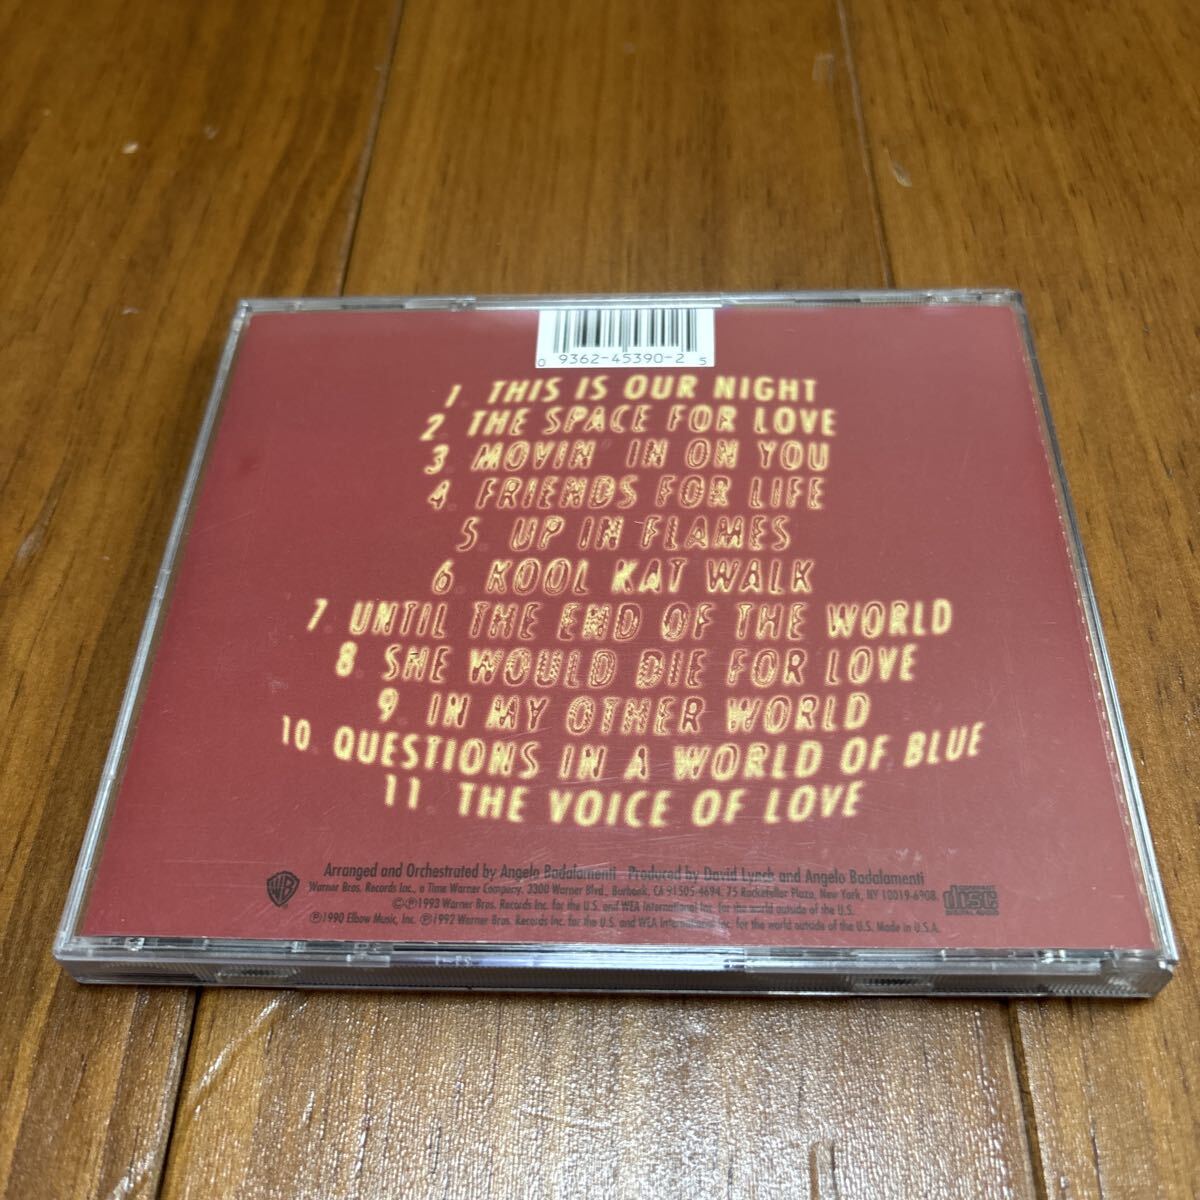 0 9362-45390-2 5
1. THIS IS OUR NIGHT
2. THE SPACE FOR LOVE
3. MOVIN' IN ON YOU
4. FRIENDS FOR LIFE
5. UP IN FLAMES
6. KOOL KAT WALK
7. UNTIL THE END OF THE WORLD
8. SHE WOULD DIE FOR LOVE
9. IN MY OTHER WORLD
10. QUESTIONS IN A WORLD OF BLUE
11. THE VOICE OF LOVE
Arranged and Orchestrated by Angelo Badalamenti Produced by David Lynch and Angelo Badalamenti
WB Warner Bros. Records Inc., a Time Warner Company, 3300 Warner Blvd., Burbank, CA 91505-4694, 75 Rockefeller Plaza, New York, NY 10019-6908.
©℗1993 Warner Bros. Records Inc. for the U.S. and WEA International Inc. for the world outside of the U.S.
℗1990 Elbow Music, Inc. ℗1992 Warner Bros. Records Inc. for the U.S. and WEA International Inc. for the world outside of the U.S. Made in U.S.A.
disc
DIGITAL AUDIO